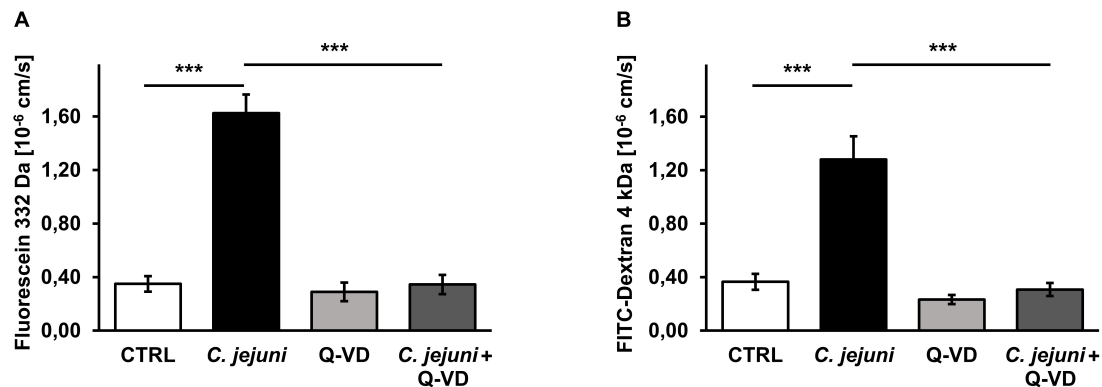 A
Fluorescein 332 Da [10⁻⁶ cm/s]
1,60
1,20
0,80
0,40
0,00
***
***
CTRL
C. jejuni
Q-VD
C. jejuni +
Q-VD
B
FITC-Dextran 4 kDa [10⁻⁶ cm/s]
1,60
1,20
0,80
0,40
0,00
***
***
CTRL
C. jejuni
Q-VD
C. jejuni +
Q-VD